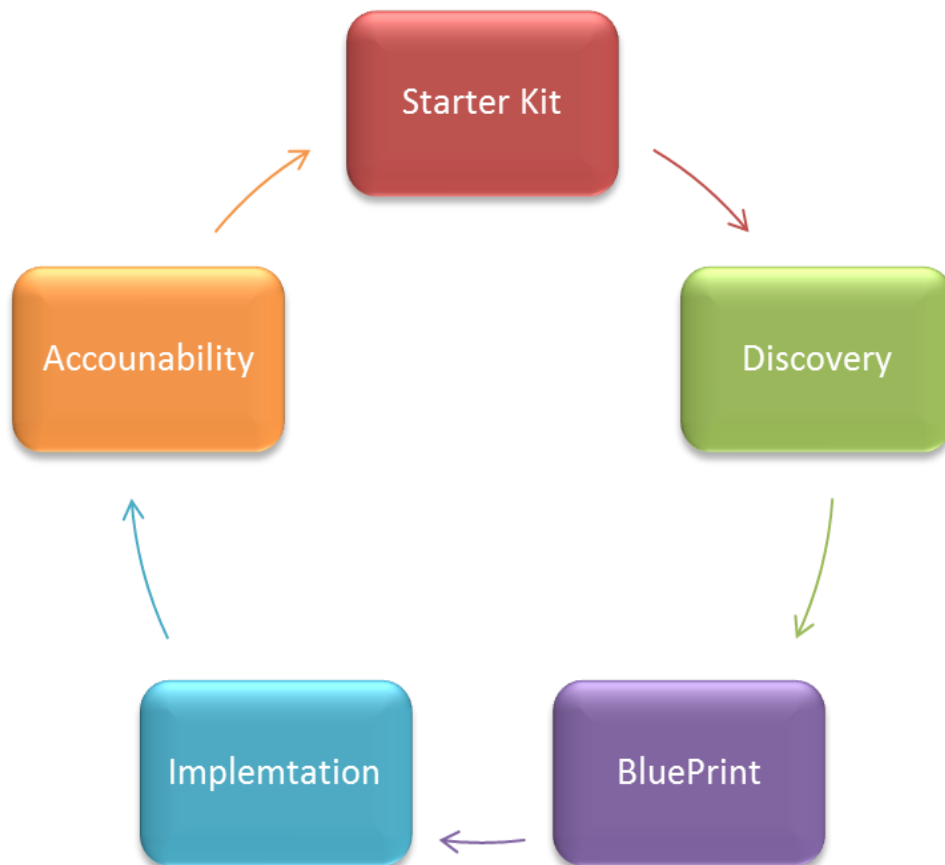 Starter Kit
Discovery
BluePrint
Implemtation
Accounability